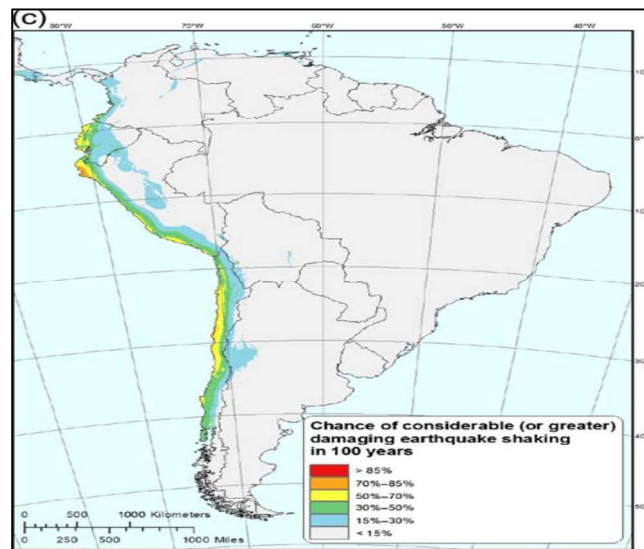 (C)
80°W 70°W 60°W 50°W 40°W
10°N
0°
10°
20°
30°
40°
50°
Chance of considerable (or greater)
damaging earthquake shaking
in 100 years
> 85%
70%–85%
50%–70%
30%–50%
15%–30%
< 15%
0 500 1000 Kilometers
0 250 500 1000 Miles